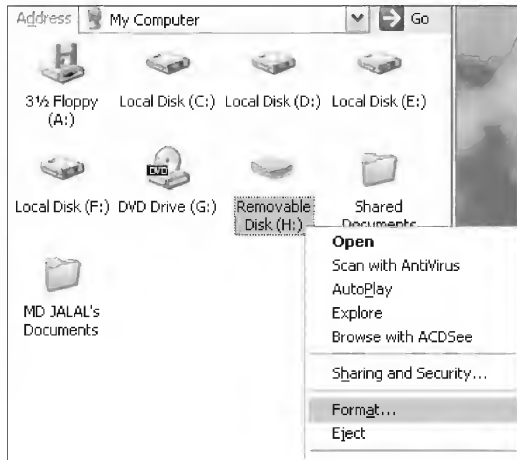 Address My Computer Go
3½ Floppy (A:)
Local Disk (C:)
Local Disk (D:)
Local Disk (E:)
Local Disk (F:)
DVD Drive (G:)
Removable Disk (H:)
Shared Documents
MD JALAL's Documents
Open
Scan with AntiVirus
AutoPlay
Explore
Browse with ACDSee
Sharing and Security...
Format...
Eject